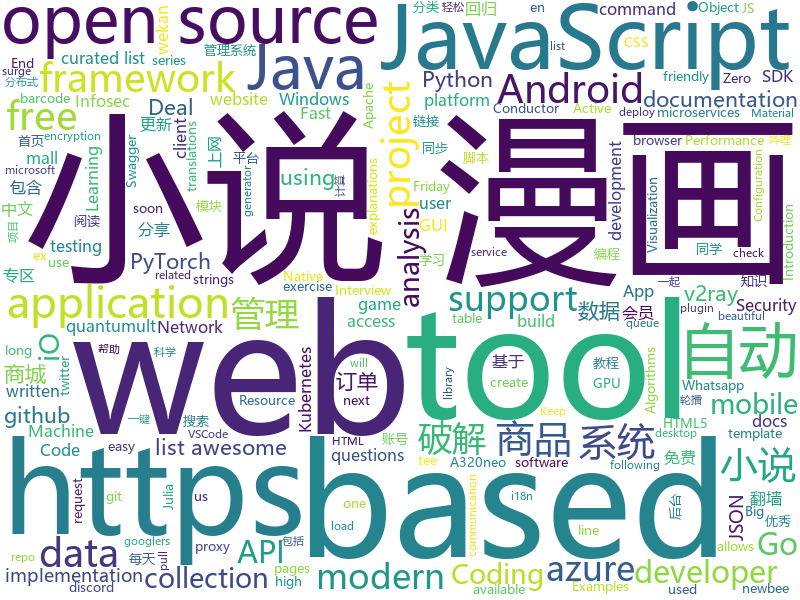 open source
JavaScript
分类 轻松 回归 en command Object JS
管理系统 wekan CSS list
End curated list series
surge 分布式
framework
Java
Python
friendly Zero SDK
barcode Infosec website Windows Fast
Apache
Android
platform Conductor Active
Deal
documentation
free
更新 client
microservices deploy Material
encryption
首页 链接 browser Performance 许理
mall Swagger 上区 translations 平台
project
同步 脚本
小说 漫画
using
generator 计算 模块
explanations Friday
user GUI
development
Visualization
Configuration
包含 Learning
阅读 soon
中文 分享
testing
PyTorch
analysis
编程 同学 一起
Introduction
项目 microsoft
专区 use
ex Native strings
exercise Interview
related
学习 service check
application
管理
support
数据 App 会员 知识
v2ray
Security
io quantumult Network
game access
build
基于 教程
queue plugin beautiful
long twitter
商城
Kubernetes
table
web tool
自动
mobile
written
Resource will
订单 next
library create GPU
Whatsapp
Algorithms
轮播
github
帮助 科学
docs
Machine
一键 搜索
VSCode
easy
list awesome
questions
破解 商品 系统
免费 账号
HTML5
desktop template
小说
Code
https based
JSON
翻墙
A320neo software
tee
Keep following
data
git Julia request HTML us
API
one line
i18n
communication
modern
Coding
azure
available allows
后台
Big 优秀
Go
implementation
每天
googlers
pull 包括
proxy load
repo
collection
discord
pages high
Examples used
developer
newbee